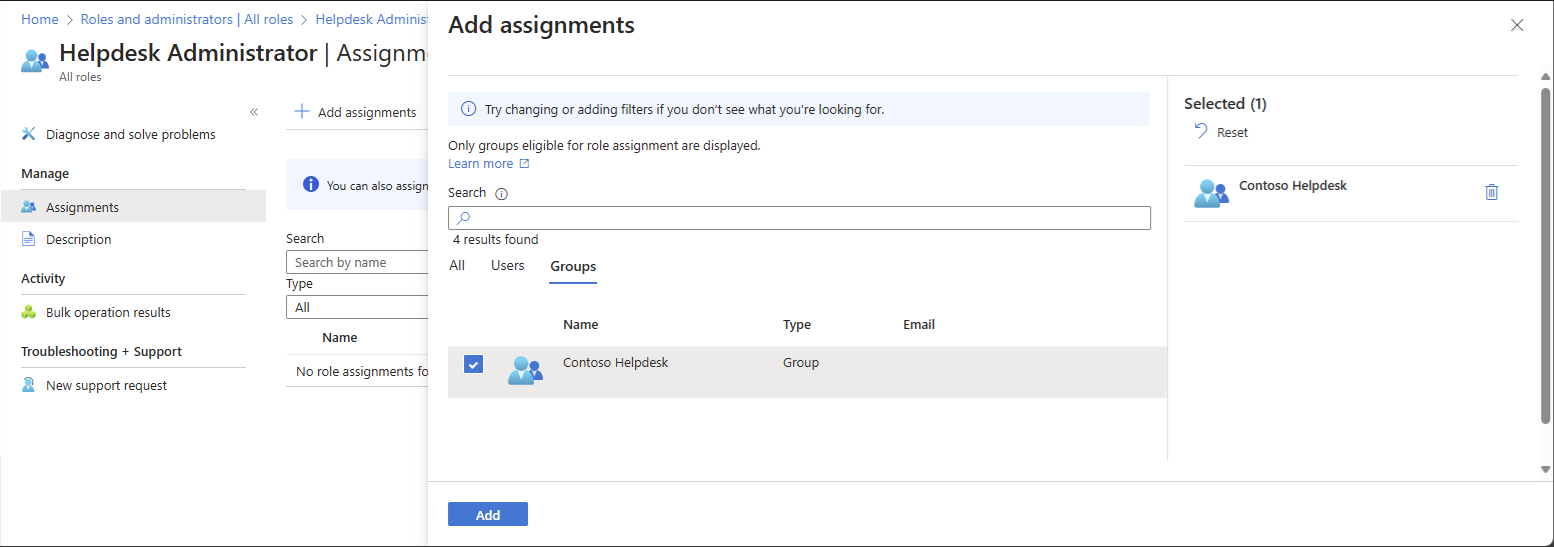 Home > Roles and administrators | All roles > Helpdesk Adminis
Helpdesk Administrator | Assignm
All roles
«
Diagnose and solve problems
Manage
Assignments
Description
Activity
Bulk operation results
Troubleshooting + Support
New support request
+ Add assignments
You can also assign
Search
Search by name
Type
All
Name
No role assignments fo
Add assignments
Try changing or adding filters if you don't see what you're looking for.
Only groups eligible for role assignment are displayed.
Learn more
Search
4 results found
All Users Groups
Name Type Email
Contoso Helpdesk Group
Selected (1)
Reset
Contoso Helpdesk
Add